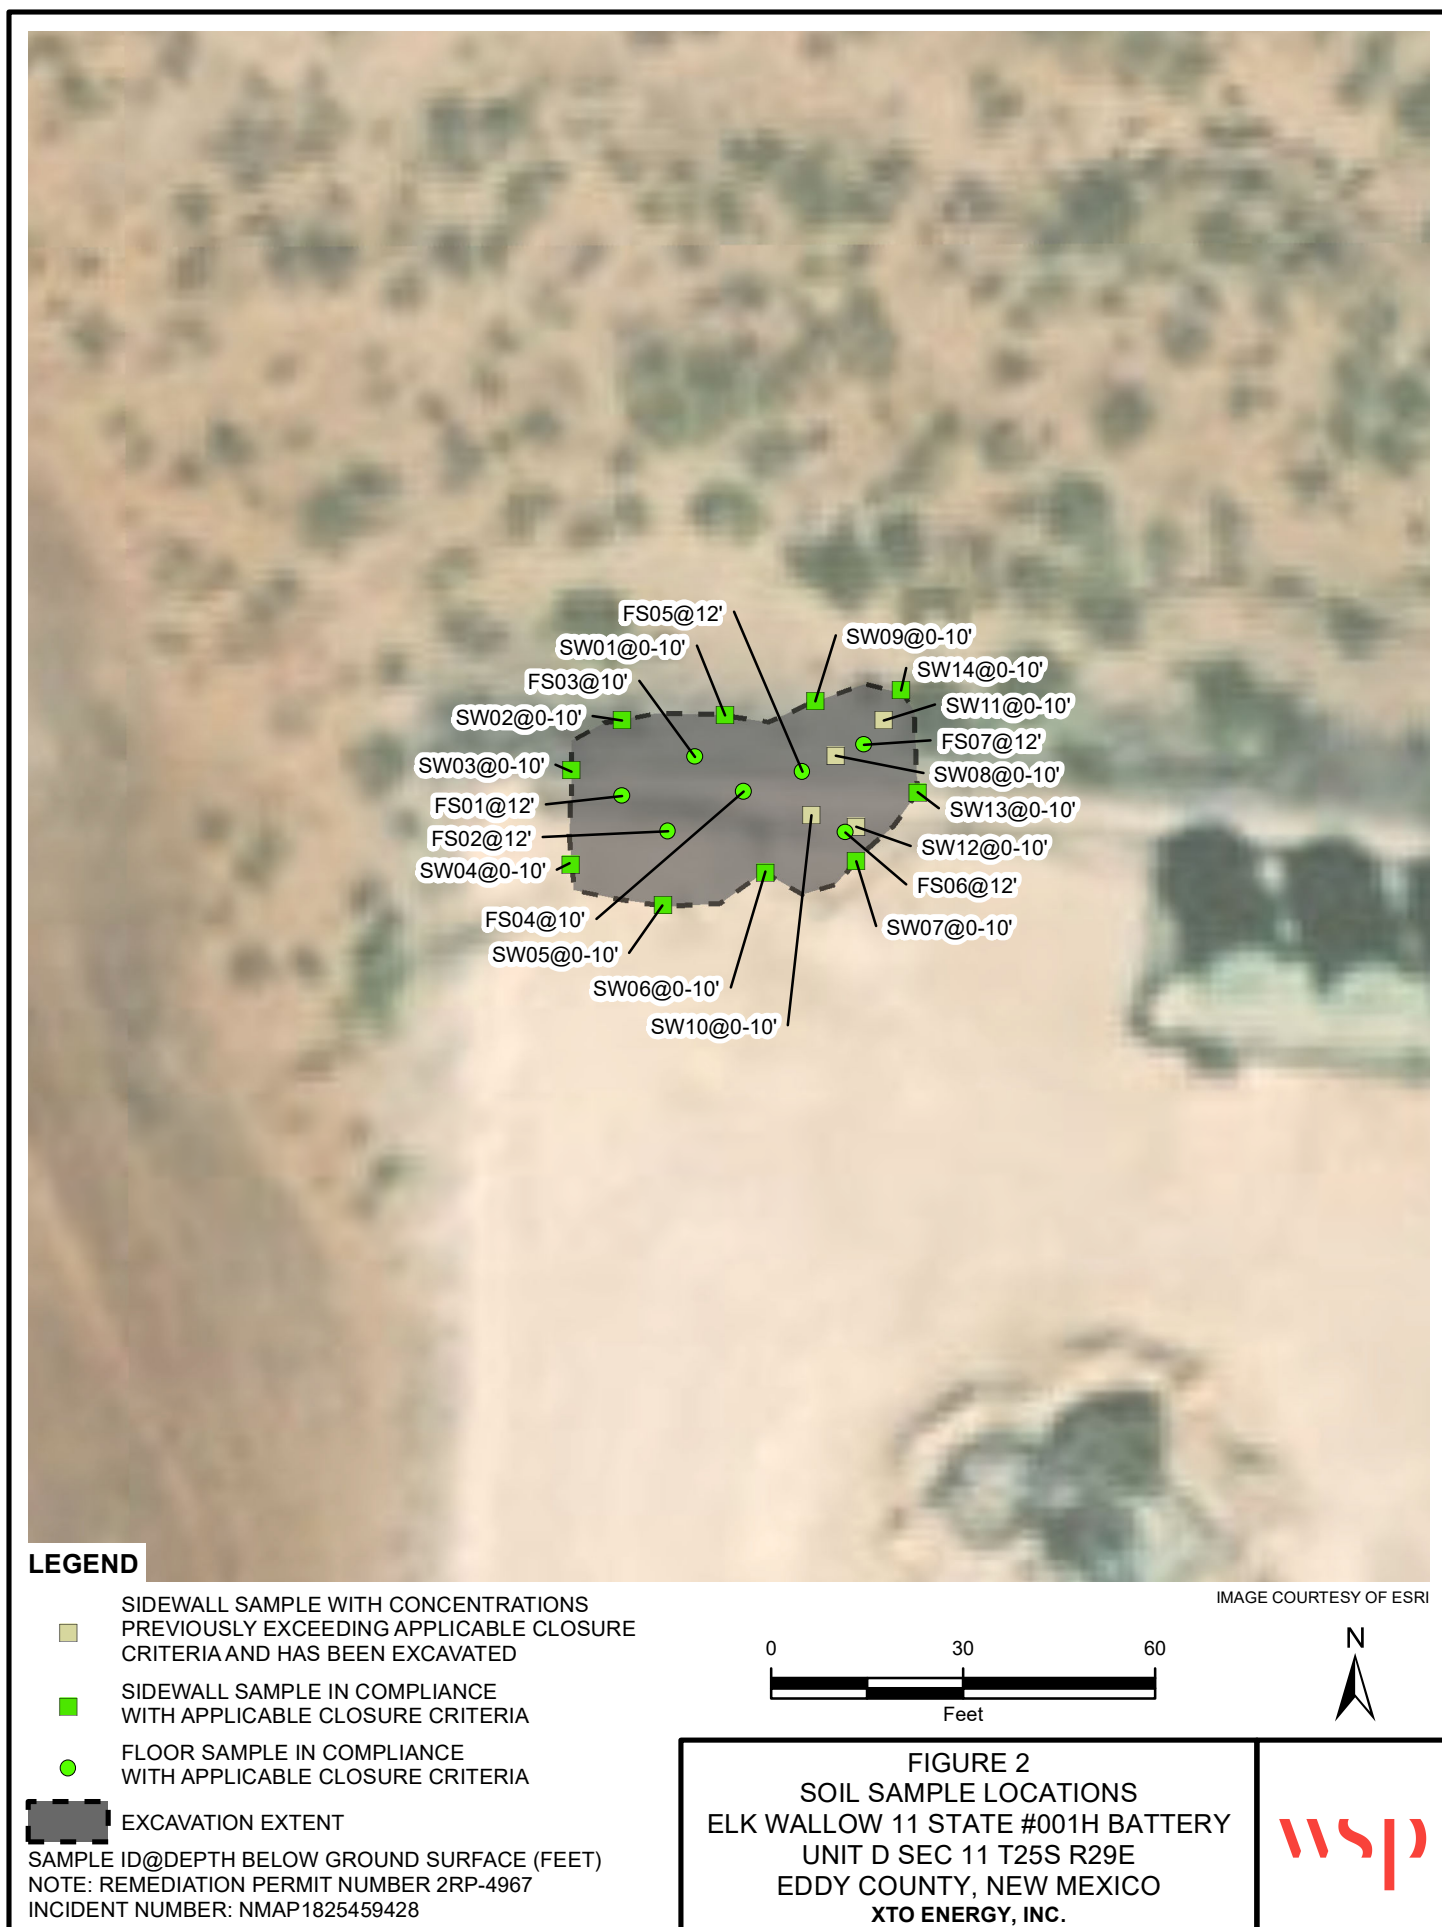 FS05@12'
SW09@0-10'
SW01@0-10'
SW14@0-10'
FS03@10'
SW11@0-10'
SW02@0-10'
FS07@12'
SW03@0-10'
SW08@0-10'
FS01@12'
SW13@0-10'
FS02@12'
SW12@0-10'
SW04@0-10'
FS06@12'
FS04@10'
SW07@0-10'
SW05@0-10'
SW06@0-10'
SW10@0-10'
LEGEND
SIDEWALL SAMPLE WITH CONCENTRATIONS
PREVIOUSLY EXCEEDING APPLICABLE CLOSURE
CRITERIA AND HAS BEEN EXCAVATED
SIDEWALL SAMPLE IN COMPLIANCE
WITH APPLICABLE CLOSURE CRITERIA
FLOOR SAMPLE IN COMPLIANCE
WITH APPLICABLE CLOSURE CRITERIA
EXCAVATION EXTENT
SAMPLE ID@DEPTH BELOW GROUND SURFACE (FEET)
NOTE: REMEDIATION PERMIT NUMBER 2RP-4967
INCIDENT NUMBER: NMAP1825459428
IMAGE COURTESY OF ESRI
0 30 60
Feet
N
FIGURE 2
SOIL SAMPLE LOCATIONS
ELK WALLOW 11 STATE #001H BATTERY
UNIT D SEC 11 T25S R29E
EDDY COUNTY, NEW MEXICO
XTO ENERGY, INC.
wsp